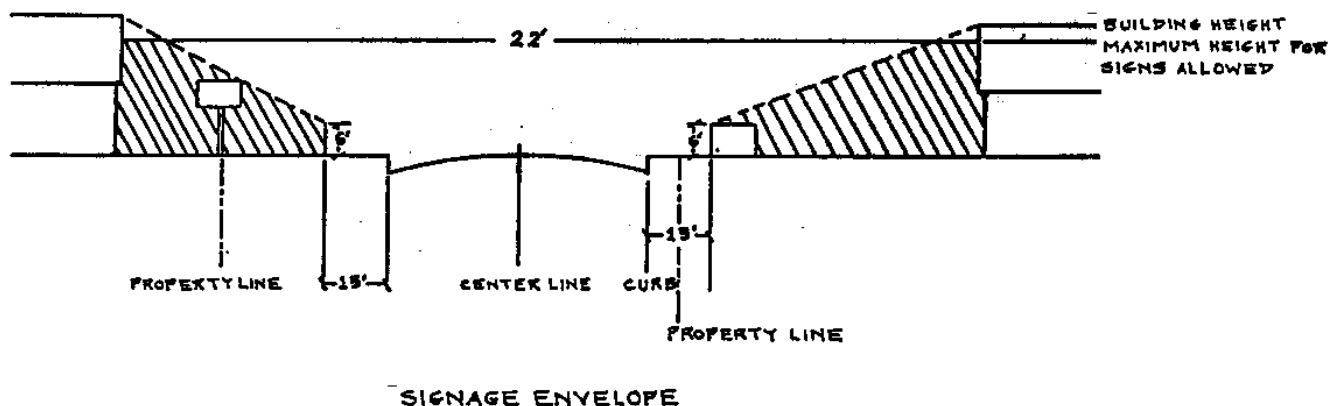 BUILDING HEIGHT
22'
MAXIMUM HEIGHT FOR
SIGNS ALLOWED
6'
6'
15'
PROPERTY LINE
15'
CENTER LINE
CURB
PROPERTY LINE
SIGNAGE ENVELOPE